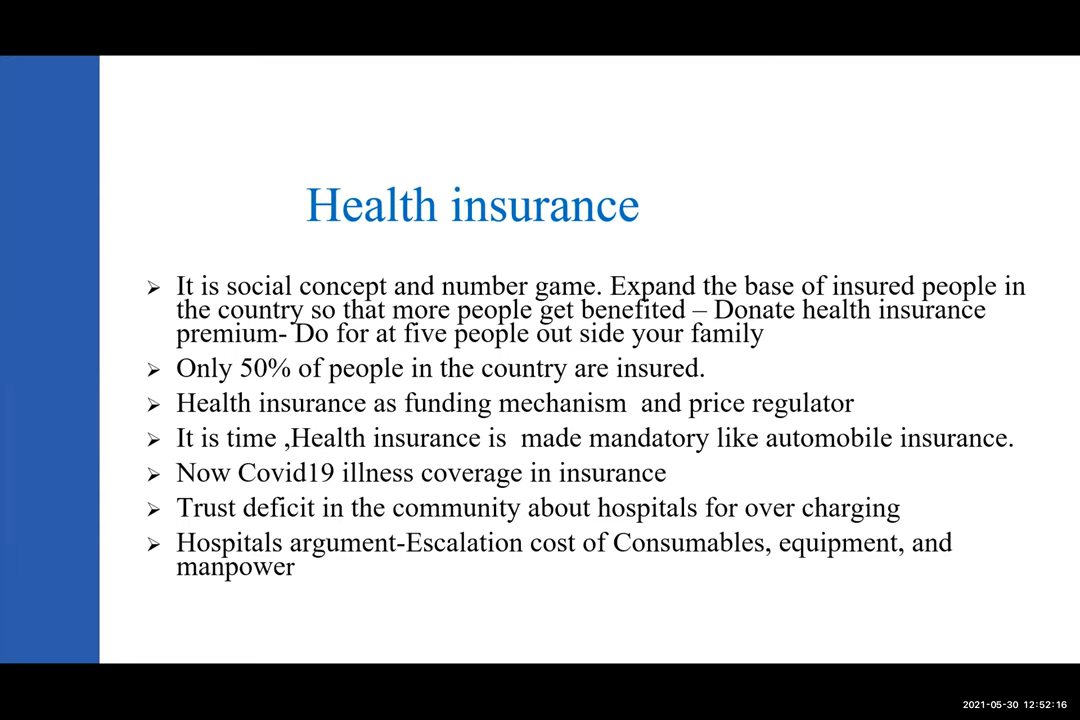 Health insurance
➢ It is social concept and number game. Expand the base of insured people in
the country so that more people get benefited – Donate health insurance
premium- Do for at five people out side your family
➢ Only 50% of people in the country are insured.
➢ Health insurance as funding mechanism  and price regulator
➢ It is time ,Health insurance is  made mandatory like automobile insurance.
➢ Now Covid19 illness coverage in insurance
➢ Trust deficit in the community about hospitals for over charging
➢ Hospitals argument-Escalation cost of Consumables, equipment, and
manpower
2021-05-30 12:52:16